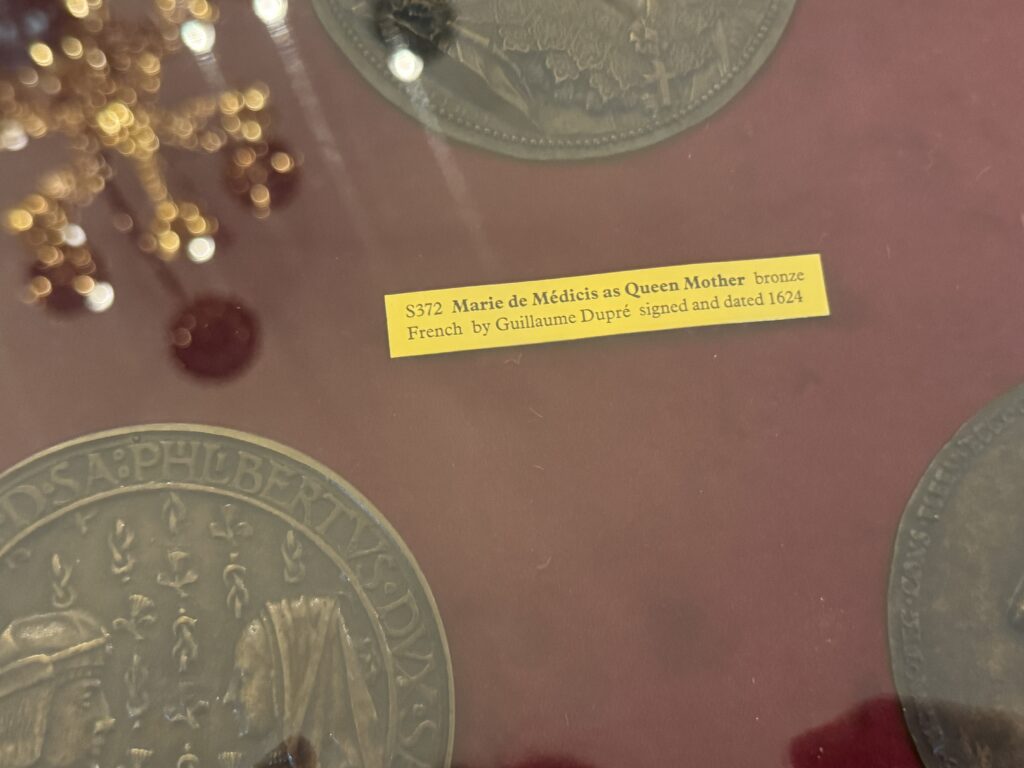 S372 Marie de Médicis as Queen Mother bronze
French by Guillaume Dupré signed and dated 1624
D·SA:PHILBERTVS·DVX·SA